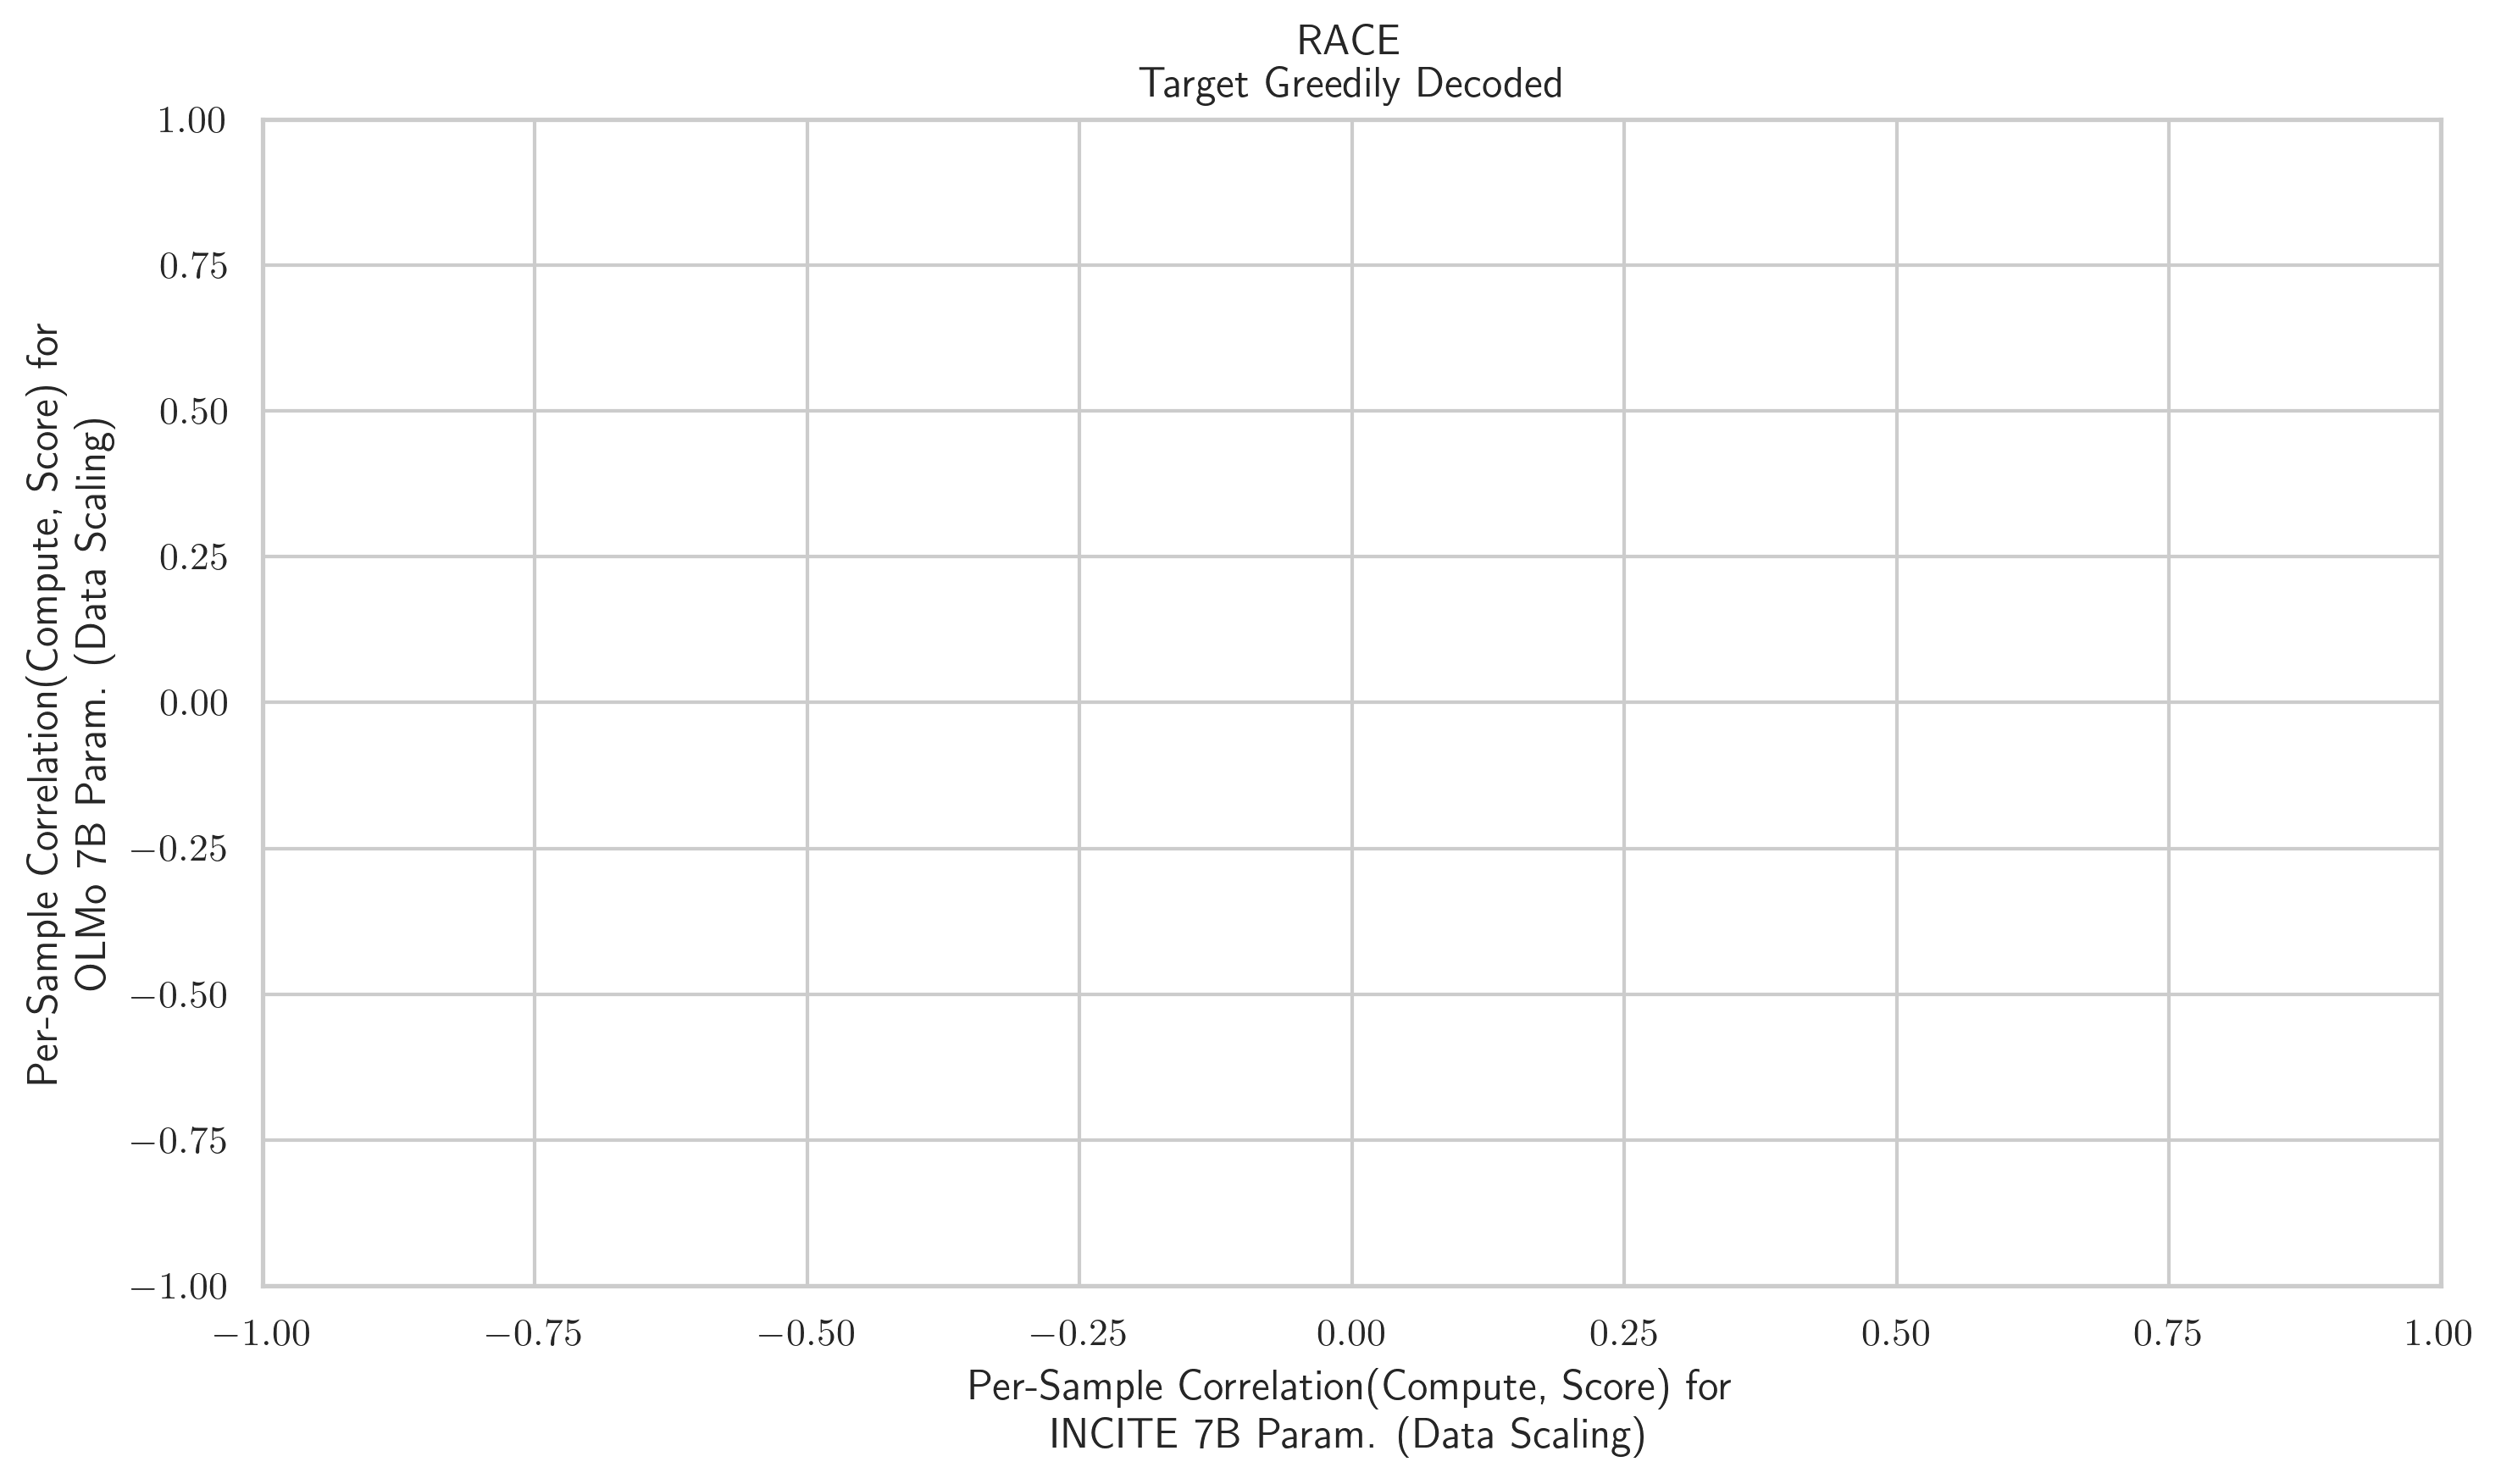 RACE
Target Greedily Decoded
Per-Sample Correlation(Compute, Score) for
OLMo 7B Param. (Data Scaling)
1.00
0.75
0.50
0.25
0.00
−0.25
−0.50
−0.75
−1.00
−1.00 −0.75 −0.50 −0.25 0.00 0.25 0.50 0.75 1.00
Per-Sample Correlation(Compute, Score) for
INCITE 7B Param. (Data Scaling)